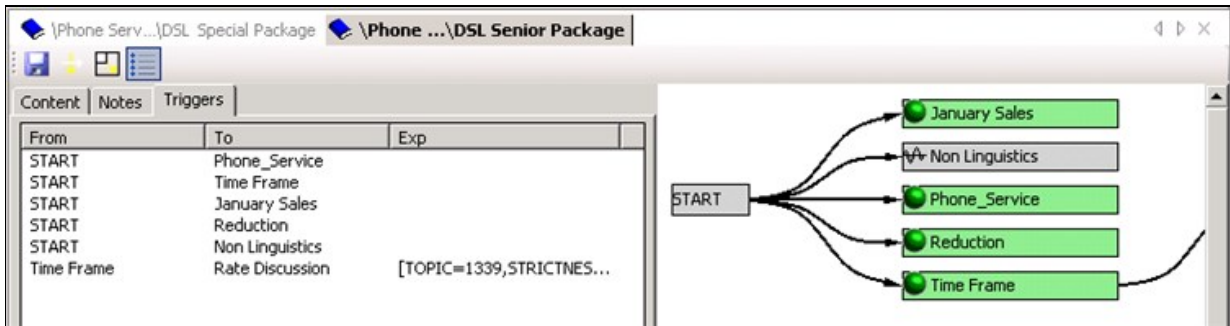 \Phone Serv...\DSL Special Package \Phone ...\DSL Senior Package
Content Notes Triggers
From To Exp
START Phone_Service
START Time Frame
START January Sales
START Reduction
START Non Linguistics
Time Frame Rate Discussion [TOPIC=1339,STRICTNES...
START
January Sales
Non Linguistics
Phone_Service
Reduction
Time Frame